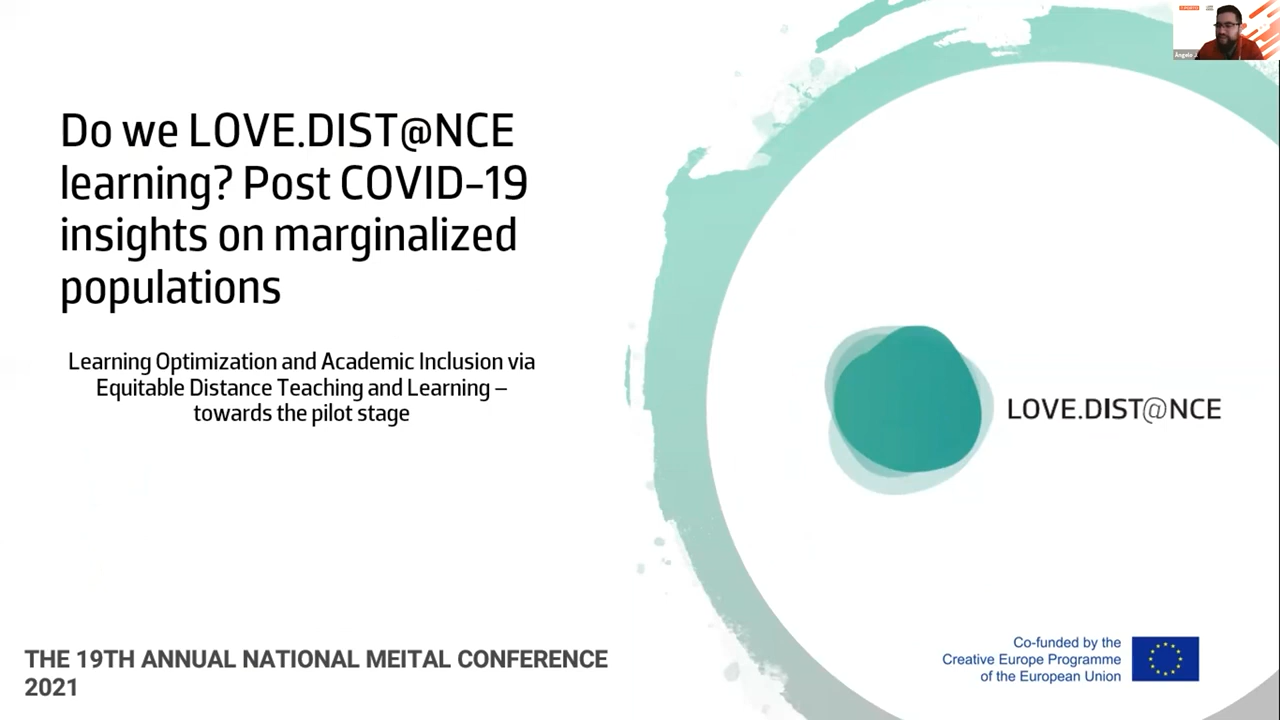 Do we LOVE.DIST@NCE
learning? Post COVID-19
insights on marginalized
populations
Learning Optimization and Academic Inclusion via
Equitable Distance Teaching and Learning –
towards the pilot stage
LOVE.DIST@NCE
THE 19TH ANNUAL NATIONAL MEITAL CONFERENCE
2021
Co-funded by the
Creative Europe Programme
of the European Union
Angelo